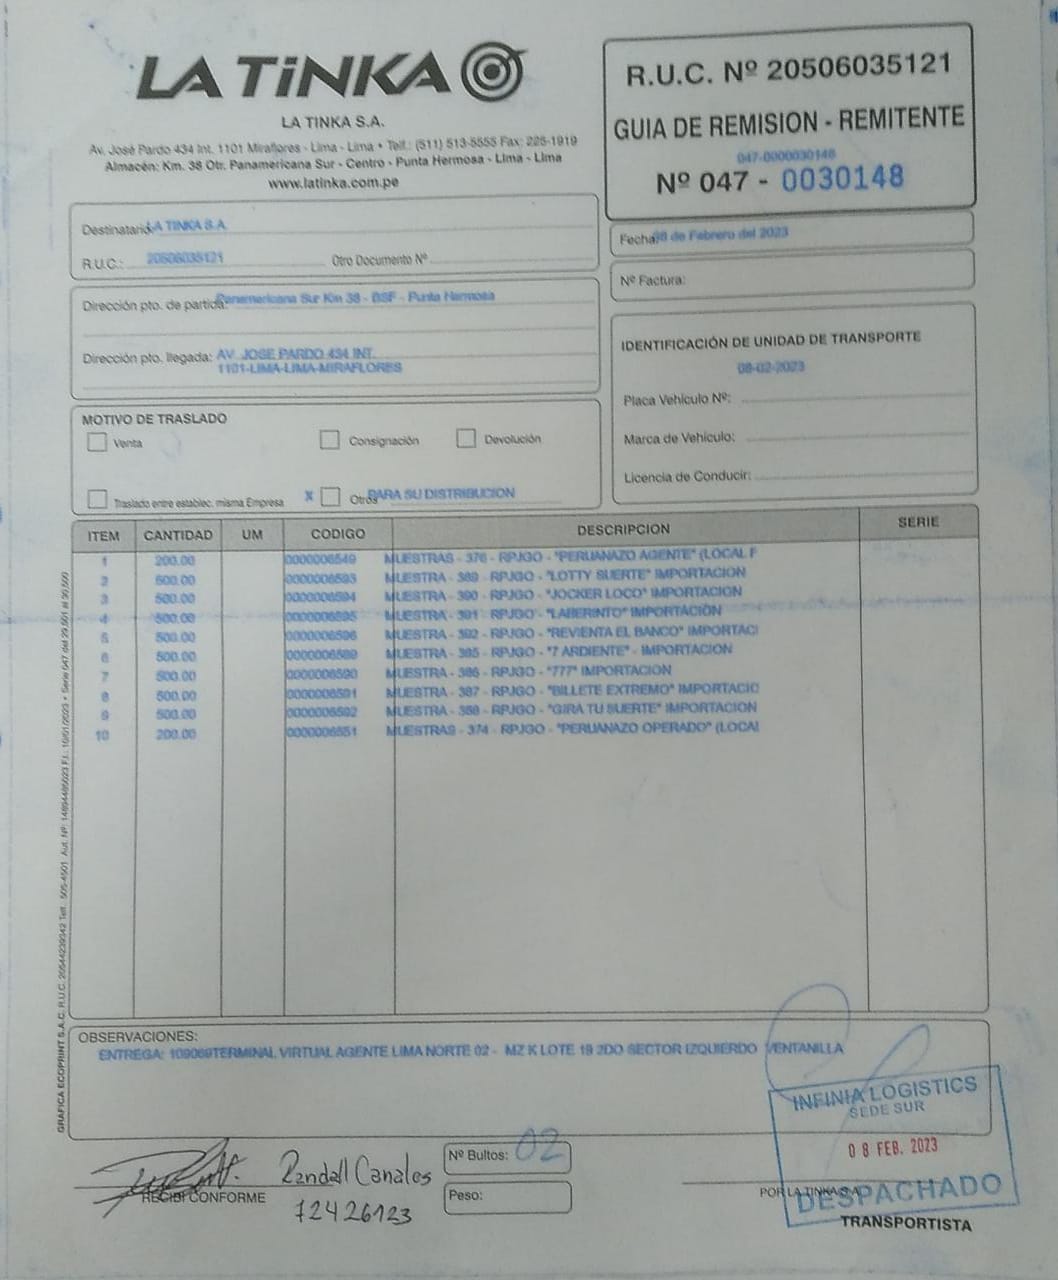 LA TiNKA
LA TINKA S.A.
Av. José Pardo 434 Int. 1101 Miraflores - Lima - Lima • Telf.: (511) 513-5555 Fax: 225-1919
Almacén: Km. 38 Otr. Panamericana Sur - Centro - Punta Hermosa - Lima - Lima
www.latinka.com.pe
R.U.C. Nº 20506035121
GUIA DE REMISION - REMITENTE
047-0000030148
Nº 047 - 0030148
Destinatario: LA TINKA S.A.
R.U.C.: 20506035121 Otro Documento Nº
Fecha: 08 de Febrero del 2023
Nº Factura:
Dirección pto. de partida: Panamericana Sur Km 38 - BSF - Punta Hermosa
Dirección pto. llegada: AV. JOSE PARDO 434 INT.
1101-LIMA-LIMA-MIRAFLORES
IDENTIFICACIÓN DE UNIDAD DE TRANSPORTE
08-02-2023
Placa Vehículo Nº:
Marca de Vehículo:
Licencia de Conducir:
MOTIVO DE TRASLADO
Venta Consignación Devolución
Traslado entre establec. misma Empresa X Otros PARA SU DISTRIBUCION
ITEM CANTIDAD UM CODIGO DESCRIPCION SERIE
1 200.00 0000006549 MUESTRAS - 376 - RPJGO - "PERUANAZO AGENTE" (LOCAL F
2 500.00 0000006593 MUESTRA - 389 - RPJGO - "LOTTY SUERTE" IMPORTACION
3 500.00 0000006594 MUESTRA - 390 - RPJGO - "JOCKER LOCO" IMPORTACION
4 500.00 0000006595 MUESTRA - 391 - RPJGO - "LABERINTO" IMPORTACIÓN
5 500.00 0000006596 MUESTRA - 392 - RPJGO - "REVIENTA EL BANCO" IMPORTACI
6 500.00 0000006589 MUESTRA - 385 - RPJGO - "7 ARDIENTE" - IMPORTACION
7 500.00 0000006590 MUESTRA - 386 - RPJGO - "777" IMPORTACION
8 500.00 0000006591 MUESTRA - 387 - RPJGO - "BILLETE EXTREMO" IMPORTACIC
9 500.00 0000006592 MUESTRA - 388 - RPJGO - "GIRA TU SUERTE" IMPORTACION
10 200.00 0000006551 MUESTRAS - 374 - RPJGO - "PERUANAZO OPERADO" (LOCAl
GRAFICA ECOPRINT S.A.C. R.U.C. 20544239342 Telf.: 505-4501 Aut. Nº: 14894485023 F.I.: 10/01/2023 • Serie 047 del 29,501 al 30,500
OBSERVACIONES:
ENTREGA: 109069TERMINAL VIRTUAL AGENTE LIMA NORTE 02 - MZ K LOTE 19 2DO SECTOR IZQUIERDO VENTANILLA
INFINIA LOGISTICS
SEDE SUR
08 FEB. 2023
DESPACHADO
Randall Canales
72426123
RECIBI CONFORME
Nº Bultos: 02
Peso:
POR LA TINKA S.A.
TRANSPORTISTA